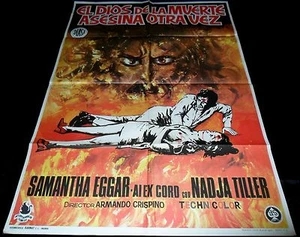 EL DIOS DE LA MUERTE
ASESINA OTRA VEZ
SAMANTHA EGGAR - ALEX CORD CON NADJA TILLER
DIRECTOR ARMANDO CRISPINO TECHNICOLOR